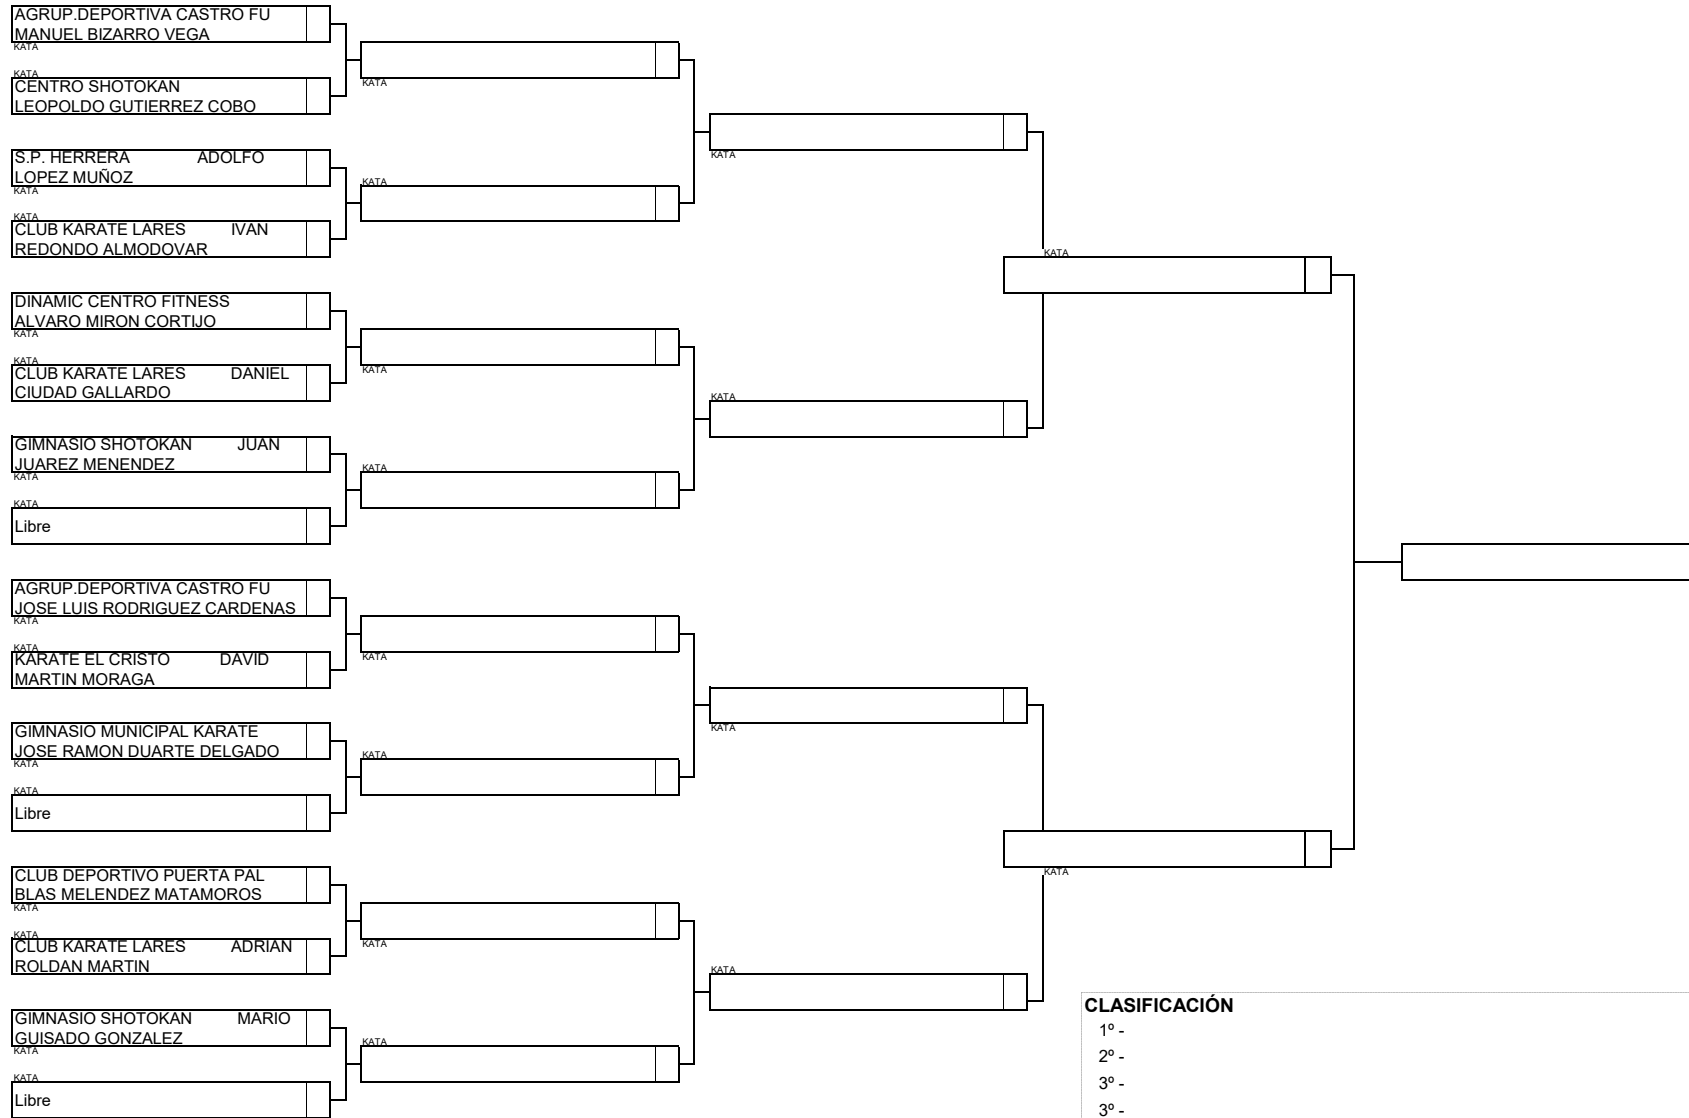 AGRUP.DEPORTIVA CASTRO FU
MANUEL BIZARRO VEGA
KATA
KATA
CENTRO SHOTOKAN
LEOPOLDO GUTIERREZ COBO
S.P. HERRERA ADOLFO
LOPEZ MUÑOZ
KATA
KATA
CLUB KARATE LARES IVAN
REDONDO ALMODOVAR
DINAMIC CENTRO FITNESS
ALVARO MIRON CORTIJO
KATA
KATA
CLUB KARATE LARES DANIEL
CIUDAD GALLARDO
GIMNASIO SHOTOKAN JUAN
JUAREZ MENENDEZ
KATA
KATA
Libre
AGRUP.DEPORTIVA CASTRO FU
JOSE LUIS RODRIGUEZ CARDENAS
KATA
KATA
KARATE EL CRISTO DAVID
MARTIN MORAGA
GIMNASIO MUNICIPAL KARATE
JOSE RAMON DUARTE DELGADO
KATA
KATA
Libre
CLUB DEPORTIVO PUERTA PAL
BLAS MELENDEZ MATAMOROS
KATA
KATA
CLUB KARATE LARES ADRIAN
ROLDAN MARTIN
GIMNASIO SHOTOKAN MARIO
GUISADO GONZALEZ
KATA
KATA
Libre
KATA
KATA
KATA
KATA
KATA
KATA
KATA
KATA
KATA
KATA
KATA
KATA
KATA
KATA
CLASIFICACIÓN
1º -
2º -
3º -
3º -